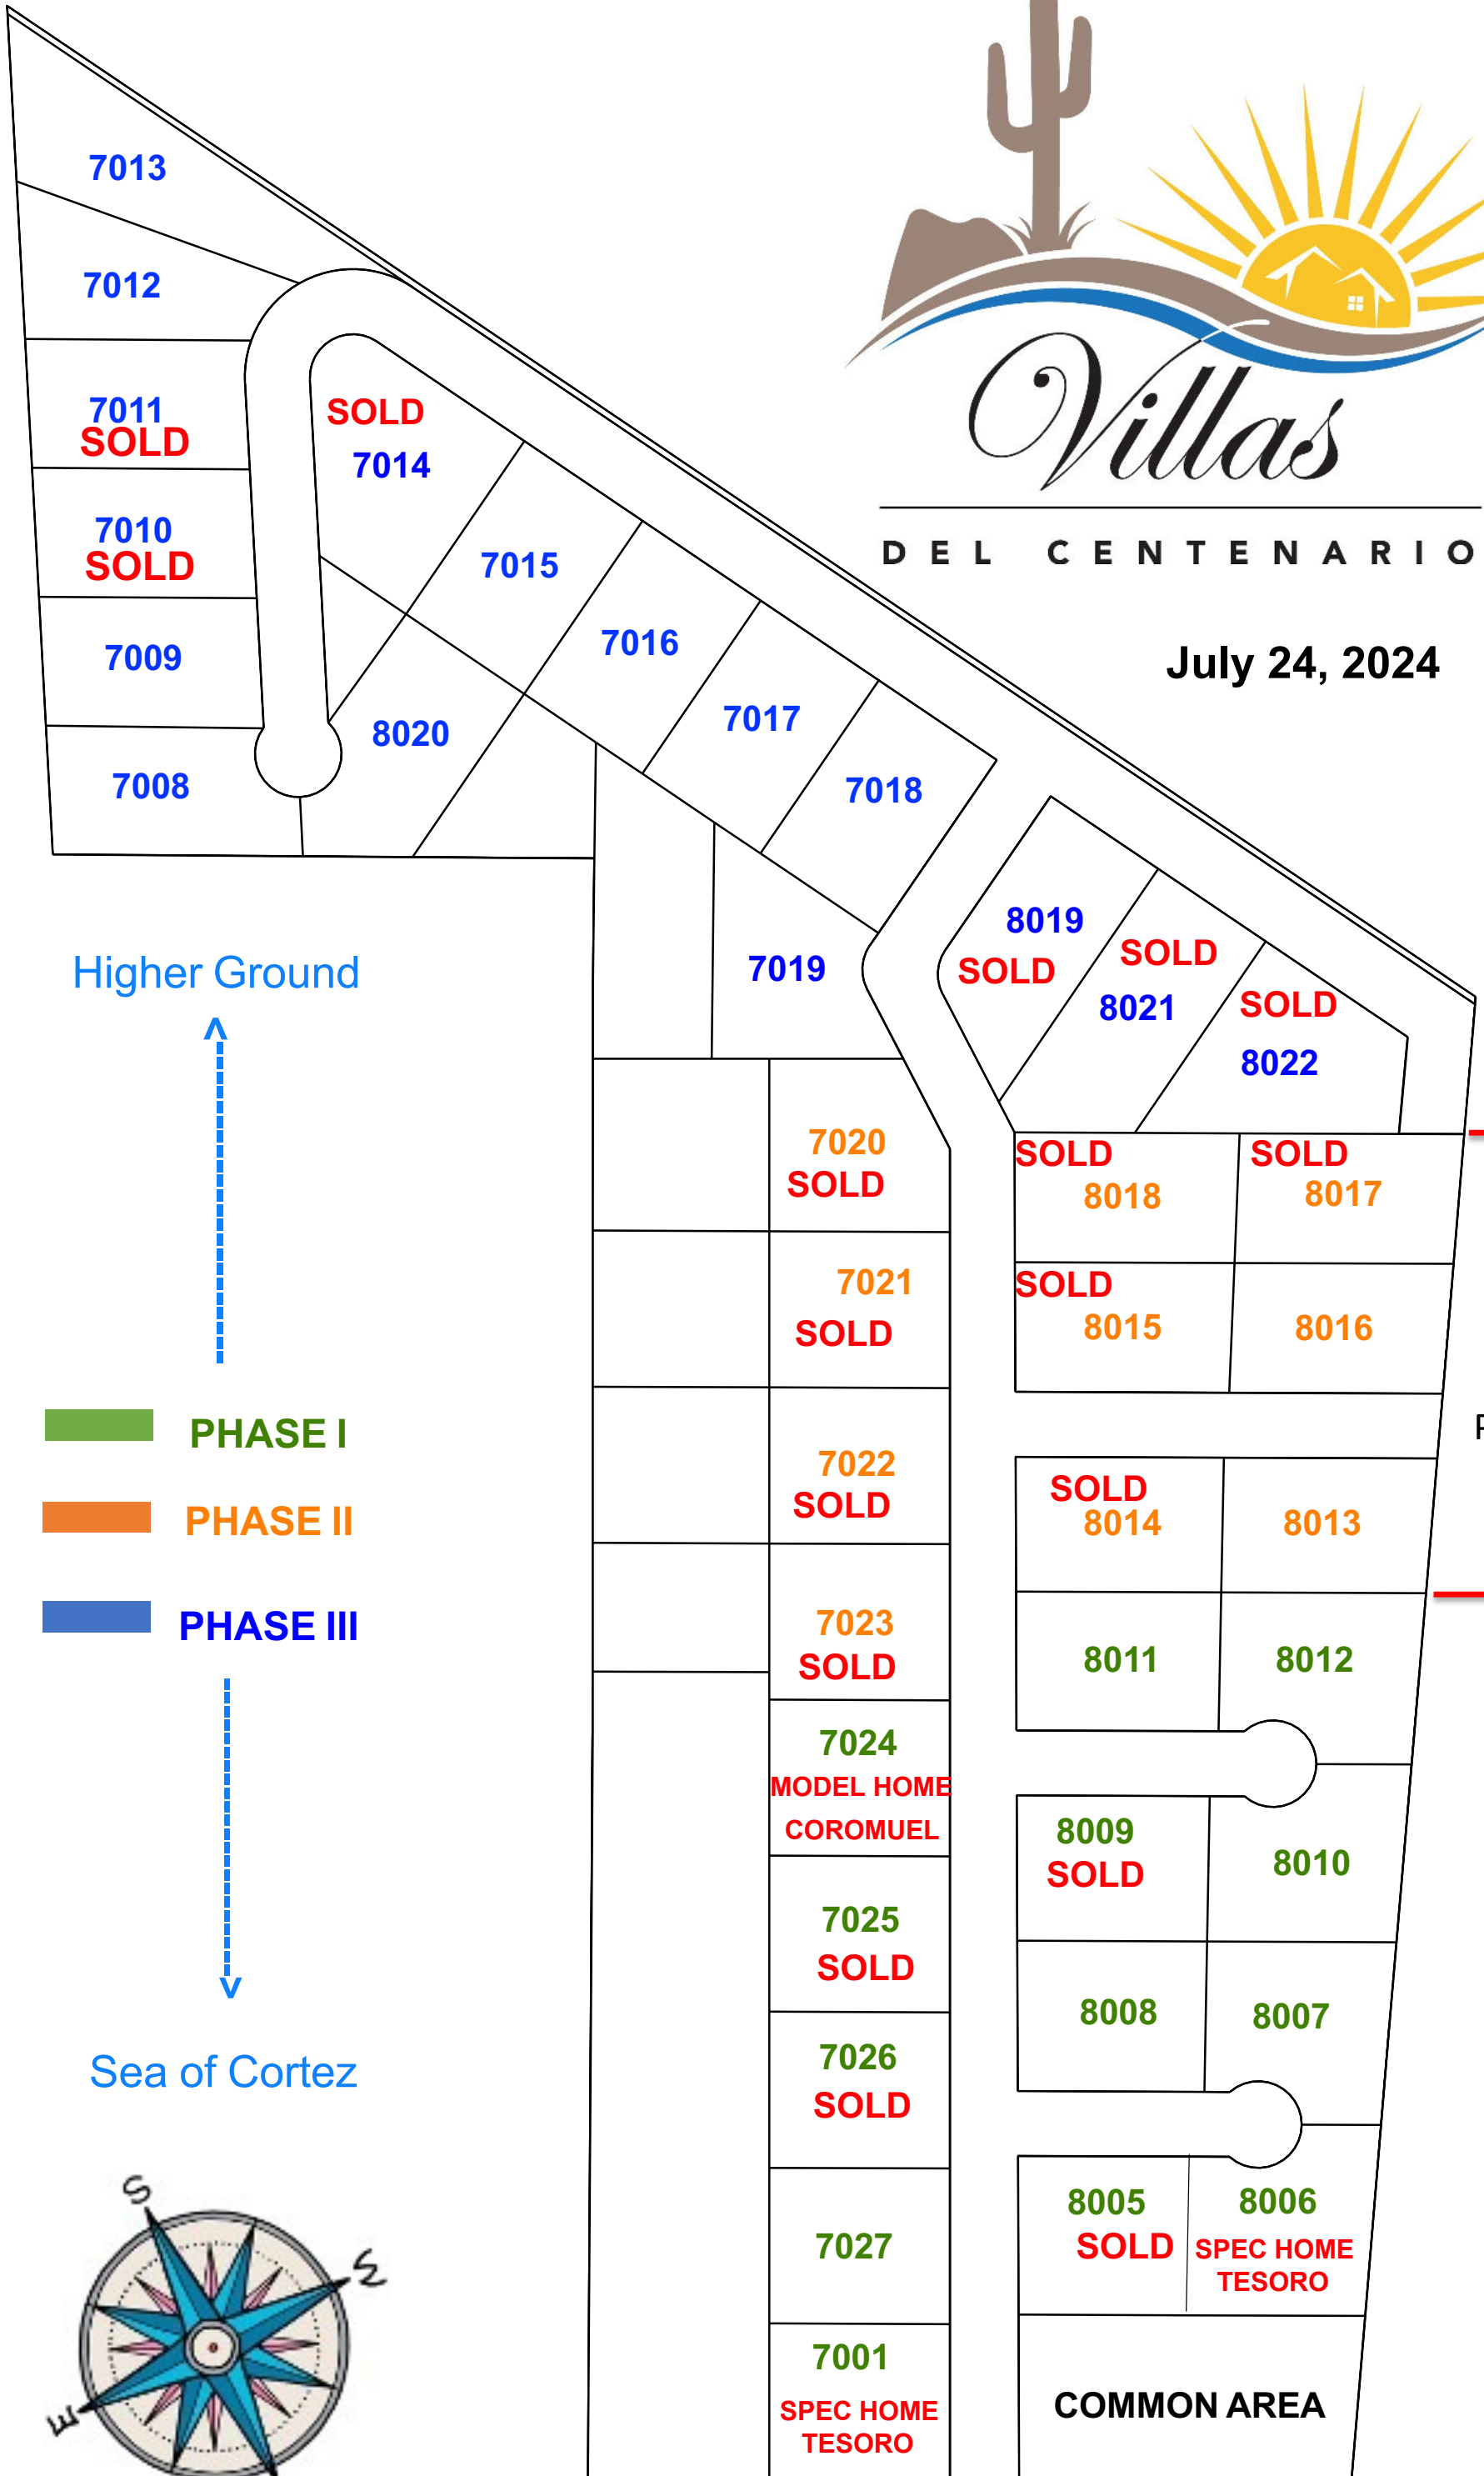 Villas
DEL CENTENARIO
July 24, 2024
7013
7012
7011
SOLD
7010
SOLD
7009
7008
SOLD
7014
7015
7016
7017
7018
8020
7019
8019
SOLD
SOLD
8021
SOLD
8022
Higher Ground
PHASE I
PHASE II
PHASE III
Sea of Cortez
S
W
E
7020
SOLD
7021
SOLD
7022
SOLD
7023
SOLD
7024
MODEL HOME
COROMUEL
7025
SOLD
7026
SOLD
7027
7001
SPEC HOME
TESORO
SOLD
8018
SOLD
8017
SOLD
8015
8016
SOLD
8014
8013
8011
8012
8009
SOLD
8010
8008
8007
8005
SOLD
8006
SPEC HOME
TESORO
COMMON AREA